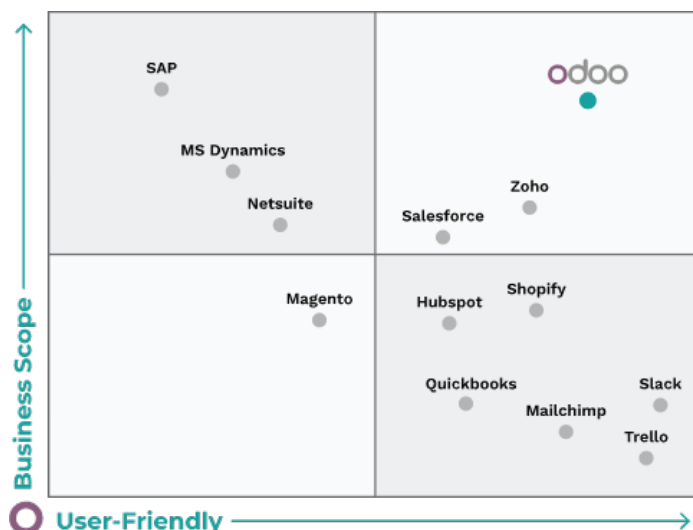 SAP
odoo
MS Dynamics
Zoho
Netsuite
Salesforce
Magento
Hubspot
Shopify
Quickbooks
Mailchimp
Slack
Trello
Business Scope
User-Friendly